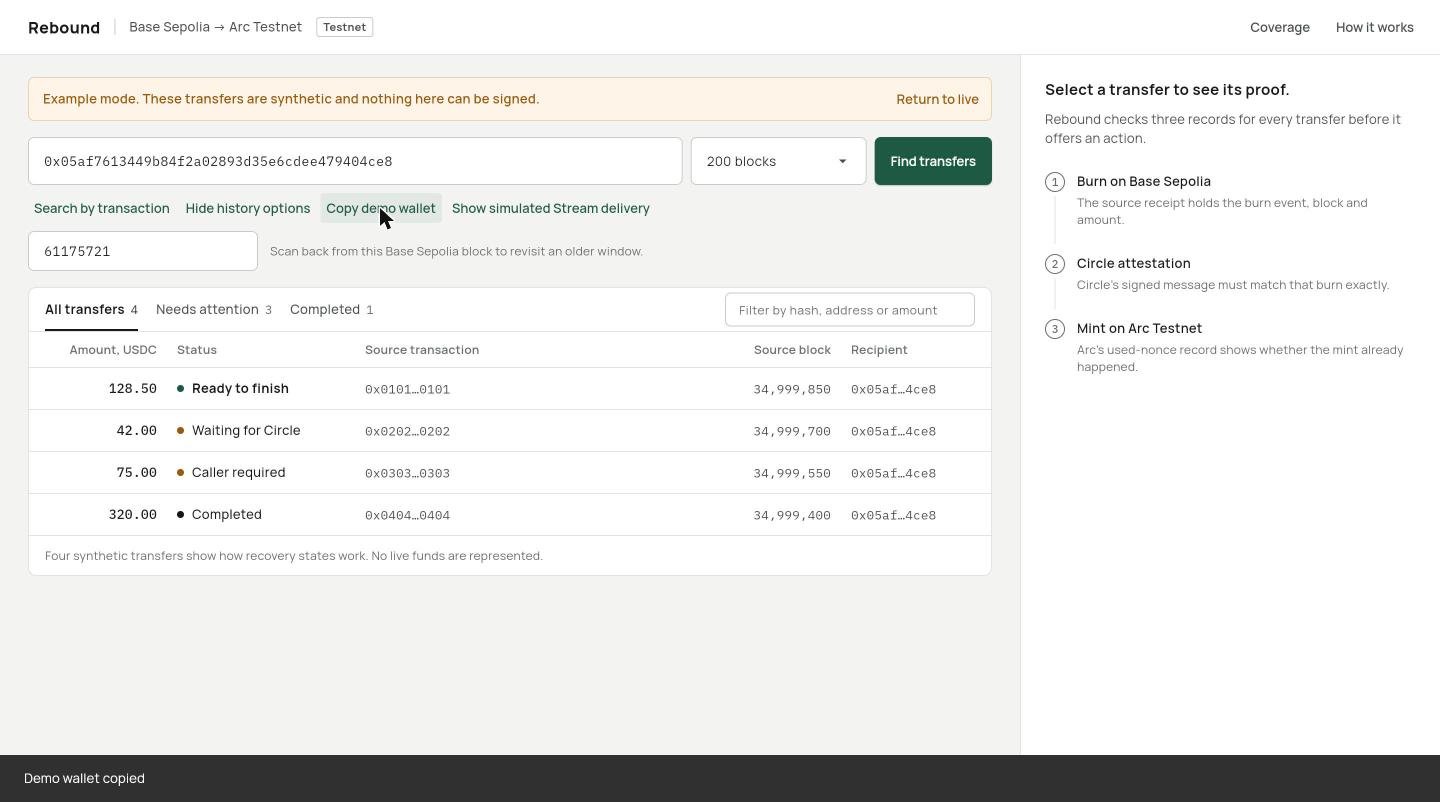 Rebound
Base Sepolia → Arc Testnet
Testnet
Coverage
How it works
Example mode. These transfers are synthetic and nothing here can be signed.
Return to live
0x05af7613449b84f2a02893d35e6cdee479404ce8
200 blocks
Find transfers
Search by transaction
Hide history options
Copy demo wallet
Show simulated Stream delivery
61175721
Scan back from this Base Sepolia block to revisit an older window.
All transfers 4
Needs attention 3
Completed 1
Filter by hash, address or amount
Amount, USDC Status Source transaction Source block Recipient
128.50 Ready to finish 0x0101…0101 34,999,850 0x05af…4ce8
42.00 Waiting for Circle 0x0202…0202 34,999,700 0x05af…4ce8
75.00 Caller required 0x0303…0303 34,999,550 0x05af…4ce8
320.00 Completed 0x0404…0404 34,999,400 0x05af…4ce8
Four synthetic transfers show how recovery states work. No live funds are represented.
Select a transfer to see its proof.
Rebound checks three records for every transfer before it
offers an action.
1 Burn on Base Sepolia
The source receipt holds the burn event, block and
amount.
2 Circle attestation
Circle's signed message must match that burn exactly.
3 Mint on Arc Testnet
Arc's used-nonce record shows whether the mint already
happened.
Demo wallet copied